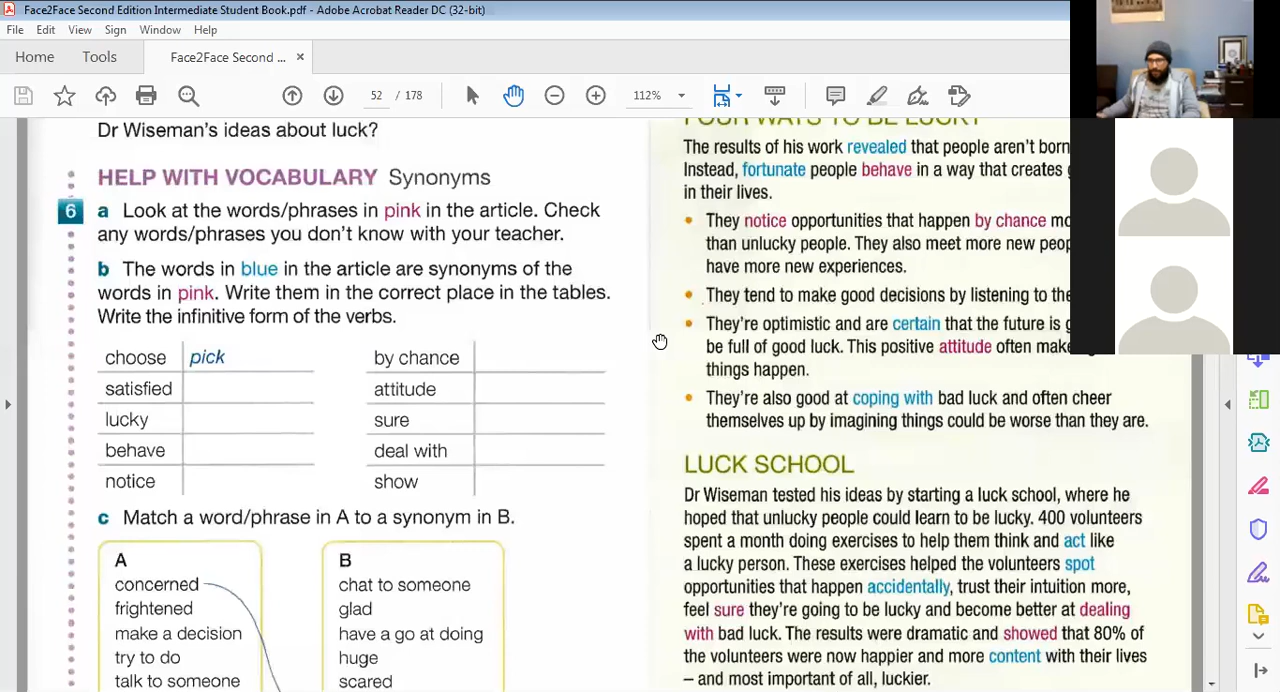 Face2Face Second Edition Intermediate Student Book.pdf - Adobe Acrobat Reader DC (32-bit)
File Edit View Sign Window Help
Home Tools Face2Face Second ... ×
52 / 178 112%
Dr Wiseman's ideas about luck?
HELP WITH VOCABULARY Synonyms
6 a Look at the words/phrases in pink in the article. Check
any words/phrases you don't know with your teacher.
b The words in blue in the article are synonyms of the
words in pink. Write them in the correct place in the tables.
Write the infinitive form of the verbs.
choose pick by chance
satisfied attitude
lucky sure
behave deal with
notice show
c Match a word/phrase in A to a synonym in B.
A
concerned
frightened
make a decision
try to do
talk to someone
B
chat to someone
glad
have a go at doing
huge
scared
FOUR WAYS TO BE LUCKY
The results of his work revealed that people aren't born
Instead, fortunate people behave in a way that creates
in their lives.
• They notice opportunities that happen by chance
than unlucky people. They also meet more new
have more new experiences.
• They tend to make good decisions by listening to
• They're optimistic and are certain that the future is
be full of good luck. This positive attitude often
things happen.
• They're also good at coping with bad luck and often cheer
themselves up by imagining things could be worse than they are.
LUCK SCHOOL
Dr Wiseman tested his ideas by starting a luck school, where he
hoped that unlucky people could learn to be lucky. 400 volunteers
spent a month doing exercises to help them think and act like
a lucky person. These exercises helped the volunteers spot
opportunities that happen accidentally, trust their intuition more,
feel sure they're going to be lucky and become better at dealing
with bad luck. The results were dramatic and showed that 80% of
the volunteers were now happier and more content with their lives
– and most important of all, luckier.